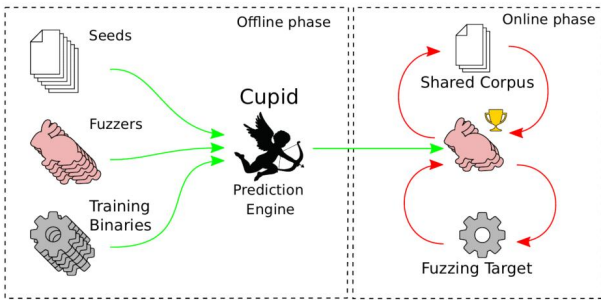 Offline phase
Seeds
Fuzzers
Training
Binaries
Cupid
Prediction
Engine
Online phase
Shared Corpus
Fuzzing Target